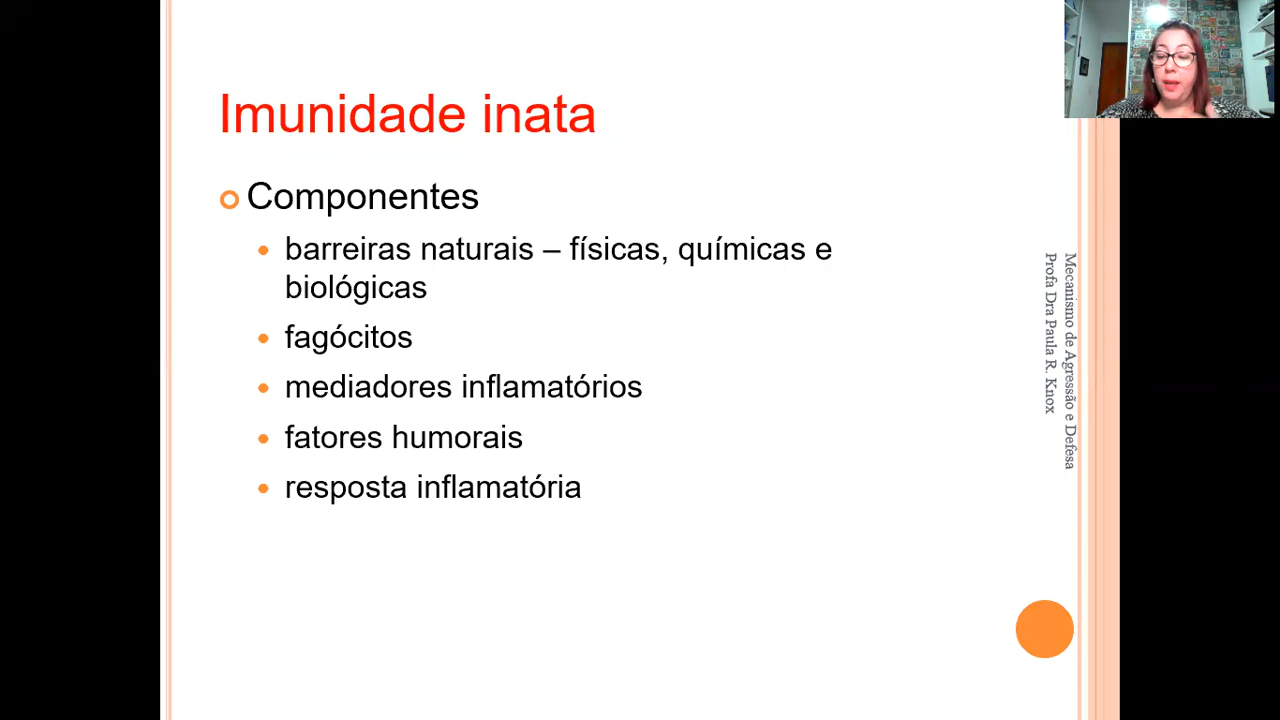 Imunidade inata
Componentes
barreiras naturais – físicas, químicas e
biológicas
fagócitos
mediadores inflamatórios
fatores humorais
resposta inflamatória
Mecanismo de Agressão e Defesa
Profa Dra Paula R. Knox